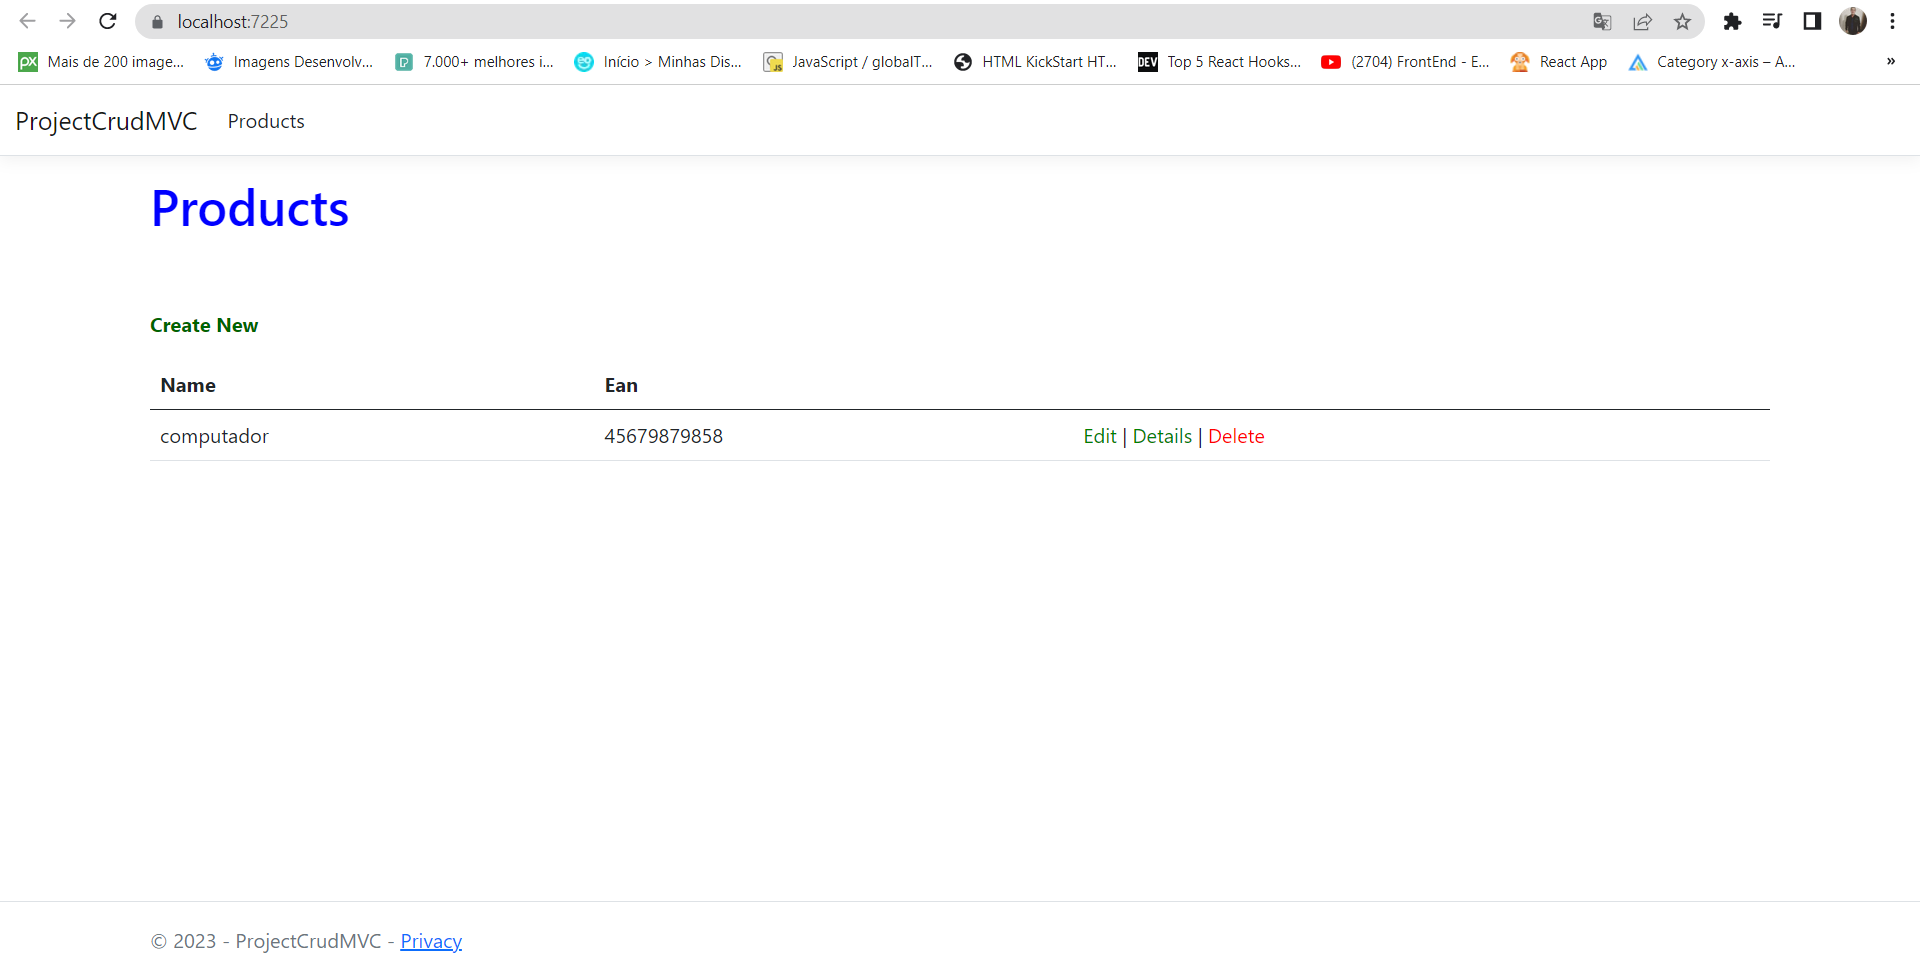 localhost:7225
Mais de 200 image... Imagens Desenvolv... 7.000+ melhores i... Início > Minhas Dis... JavaScript / globalT... HTML KickStart HT... DEV Top 5 React Hooks... (2704) FrontEnd - E... React App Category x-axis – A... »
ProjectCrudMVC Products
Products
Create New
Name Ean
computador 45679879858 Edit | Details | Delete
© 2023 - ProjectCrudMVC - Privacy